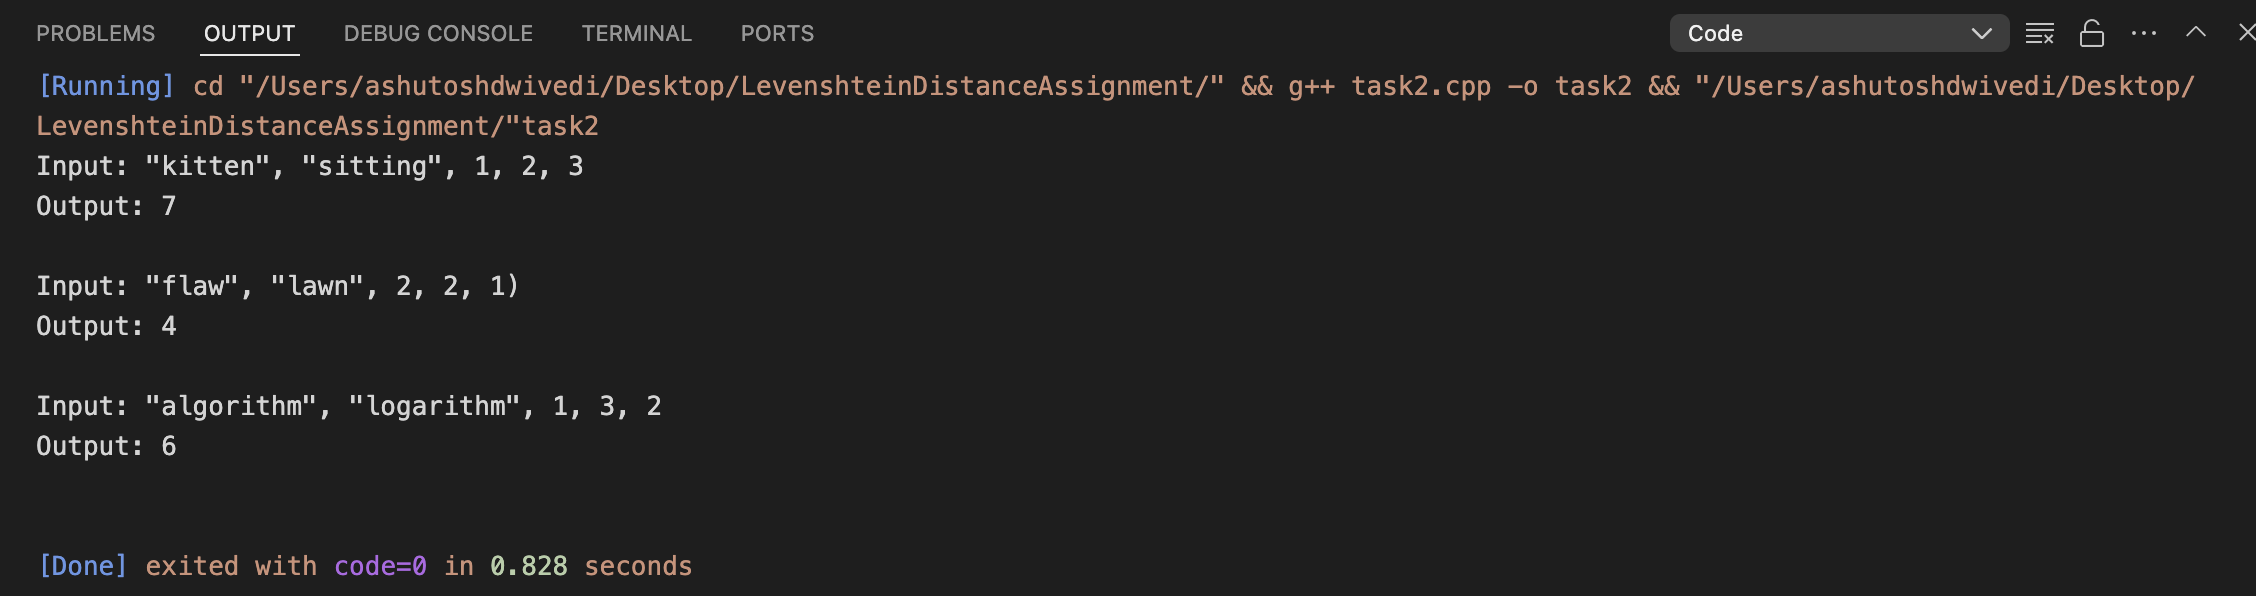 PROBLEMS OUTPUT DEBUG CONSOLE TERMINAL PORTS Code
[Running] cd "/Users/ashutoshdwivedi/Desktop/LevenshteinDistanceAssignment/" && g++ task2.cpp -o task2 && "/Users/ashutoshdwivedi/Desktop/
LevenshteinDistanceAssignment/"task2
Input: "kitten", "sitting", 1, 2, 3
Output: 7
Input: "flaw", "lawn", 2, 2, 1)
Output: 4
Input: "algorithm", "logarithm", 1, 3, 2
Output: 6
[Done] exited with code=0 in 0.828 seconds